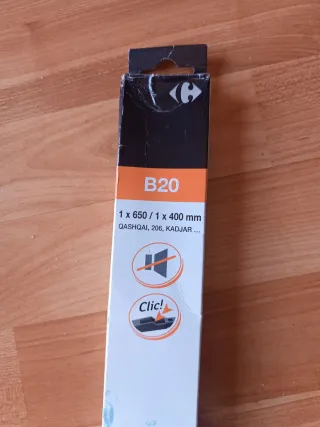 B20
1 x 650 / 1 x 400 mm
QASHQAI, 206, KADJAR ...
Clic!